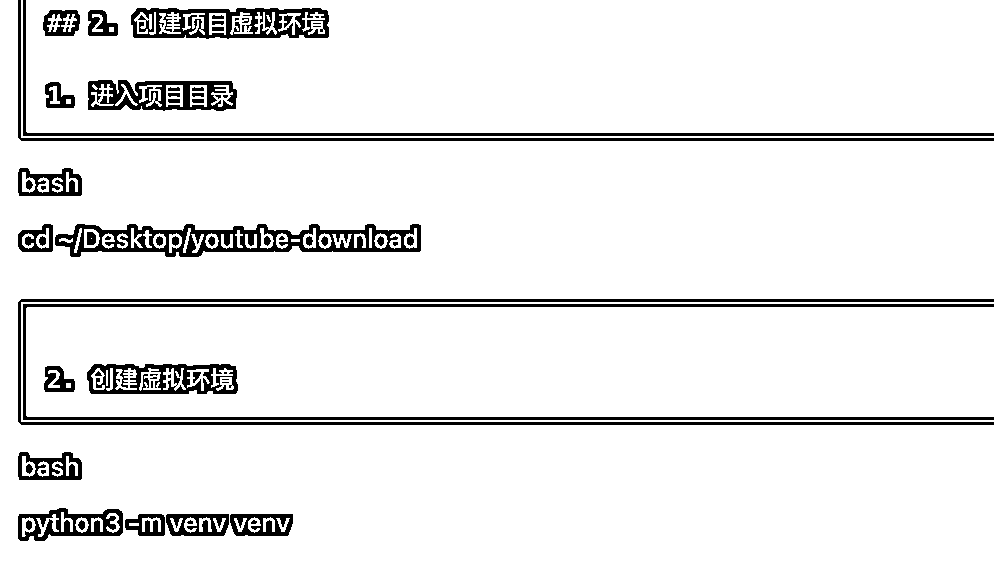 ## 2. 创建项目虚拟环境
1. 进入项目目录
bash
cd ~/Desktop/youtube-download
2. 创建虚拟环境
bash
python3 -m venv venv